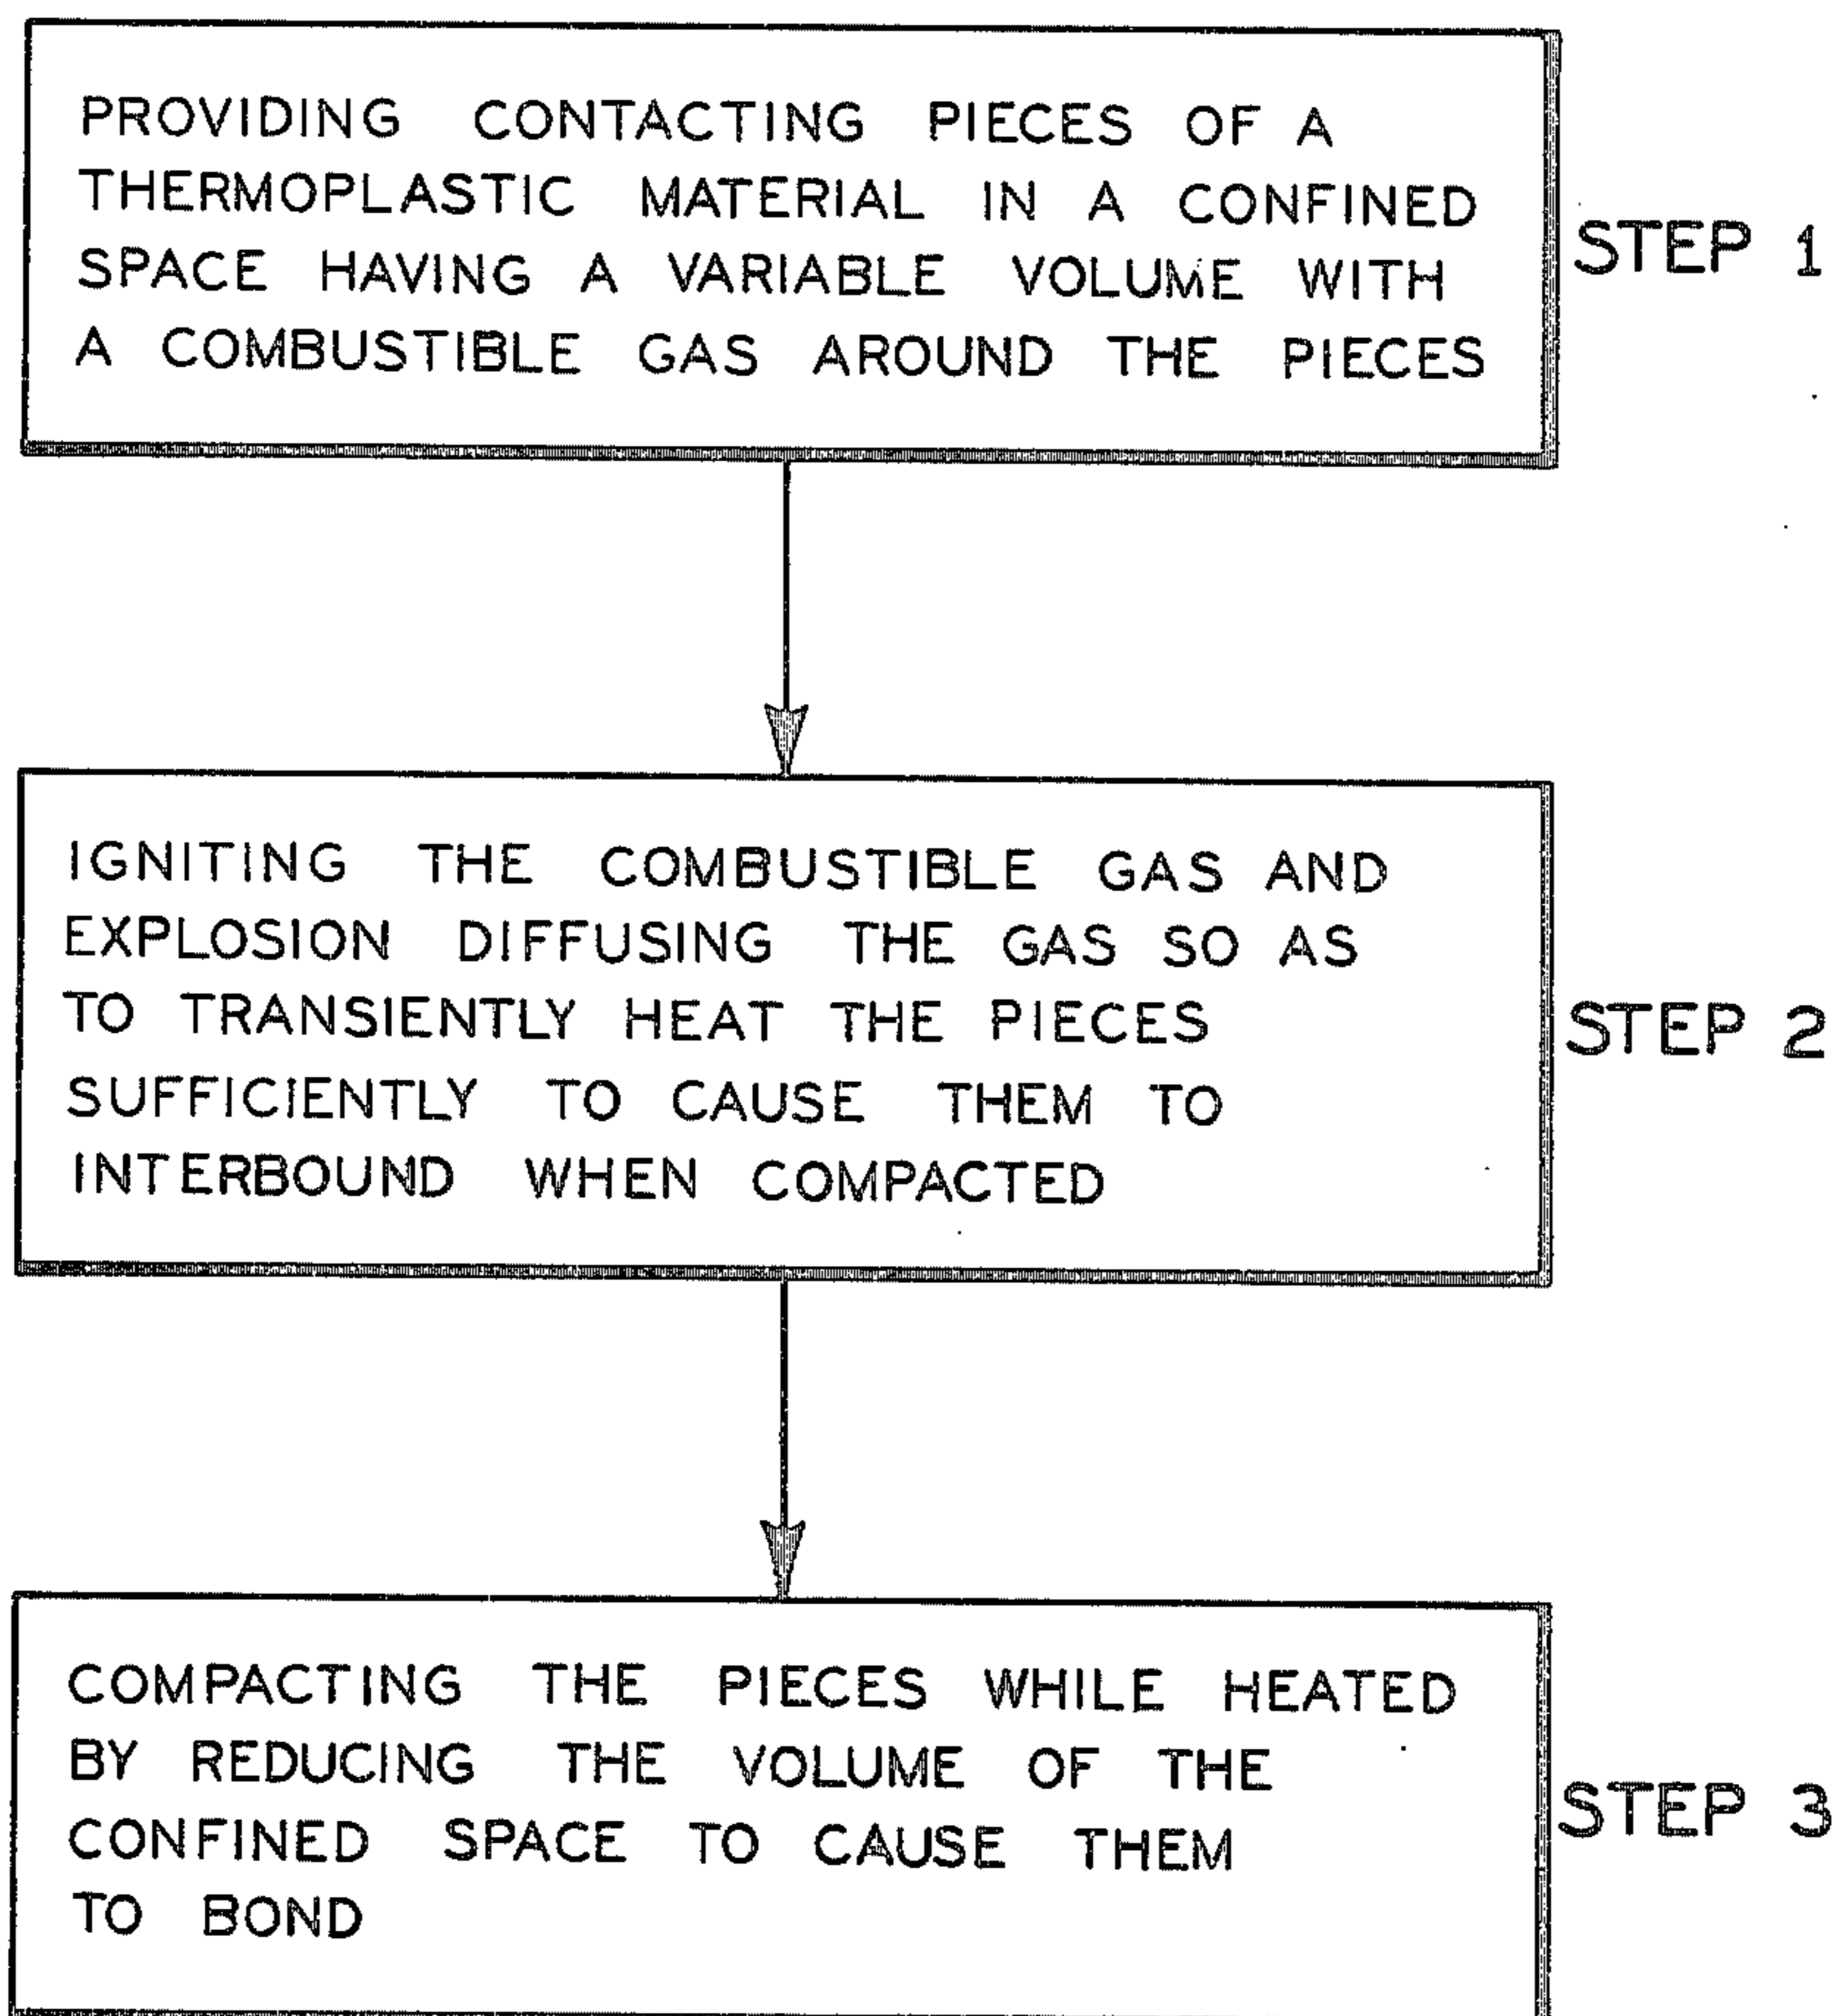 PROVIDING CONTACTING PIECES OF A
THERMOPLASTIC MATERIAL IN A CONFINED
SPACE HAVING A VARIABLE VOLUME WITH
A COMBUSTIBLE GAS AROUND THE PIECES
STEP 1
IGNITING THE COMBUSTIBLE GAS AND
EXPLOSION DIFFUSING THE GAS SO AS
TO TRANSIENTLY HEAT THE PIECES
SUFFICIENTLY TO CAUSE THEM TO
INTERBOUND WHEN COMPACTED
STEP 2
COMPACTING THE PIECES WHILE HEATED
BY REDUCING THE VOLUME OF THE
CONFINED SPACE TO CAUSE THEM
TO BOND
STEP 3